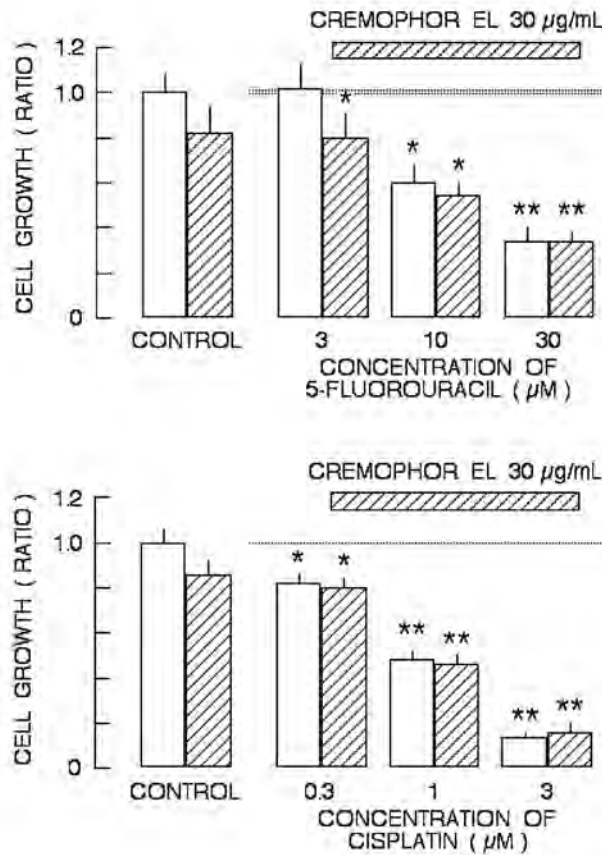 CREMOPHOR EL 30 µg/mL
1.2
1.0
0
CELL GROWTH ( RATIO )
*
*
*
**
**
CONTROL
3
10
30
CONCENTRATION OF
5-FLUOROURACIL ( µM )
CREMOPHOR EL 30 µg/mL
1.2
1.0
0
CELL GROWTH ( RATIO )
*
*
**
**
**
**
CONTROL
0.3
1
3
CONCENTRATION OF
CISPLATIN ( µM )